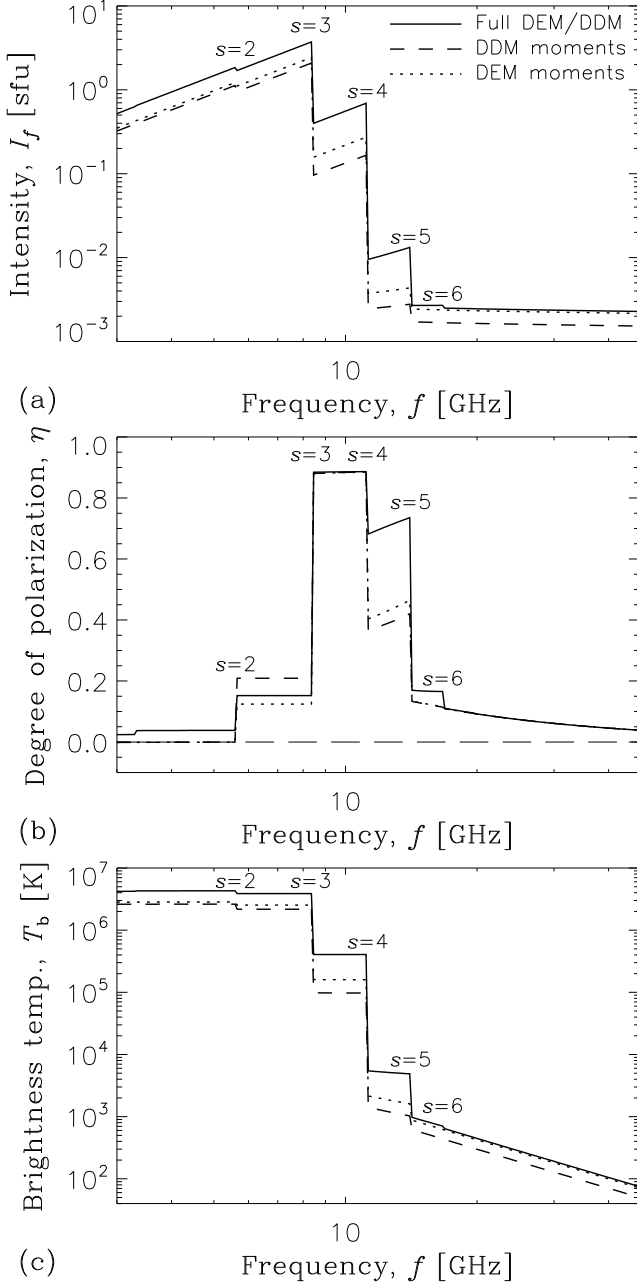 Full DEM/DDM
DDM moments
DEM moments
s=2
s=3
s=4
s=5
s=6
10¹
10⁰
10⁻¹
10⁻²
10⁻³
Intensity, I_f [sfu]
10
Frequency, f [GHz]
(a)
1.0
0.8
0.6
0.4
0.2
0.0
Degree of polarization, η
s=3
s=4
s=5
s=2
s=6
10
Frequency, f [GHz]
(b)
10⁷
10⁶
10⁵
10⁴
10³
10²
Brightness temp., T_b [K]
s=2
s=3
s=4
s=5
s=6
10
Frequency, f [GHz]
(c)